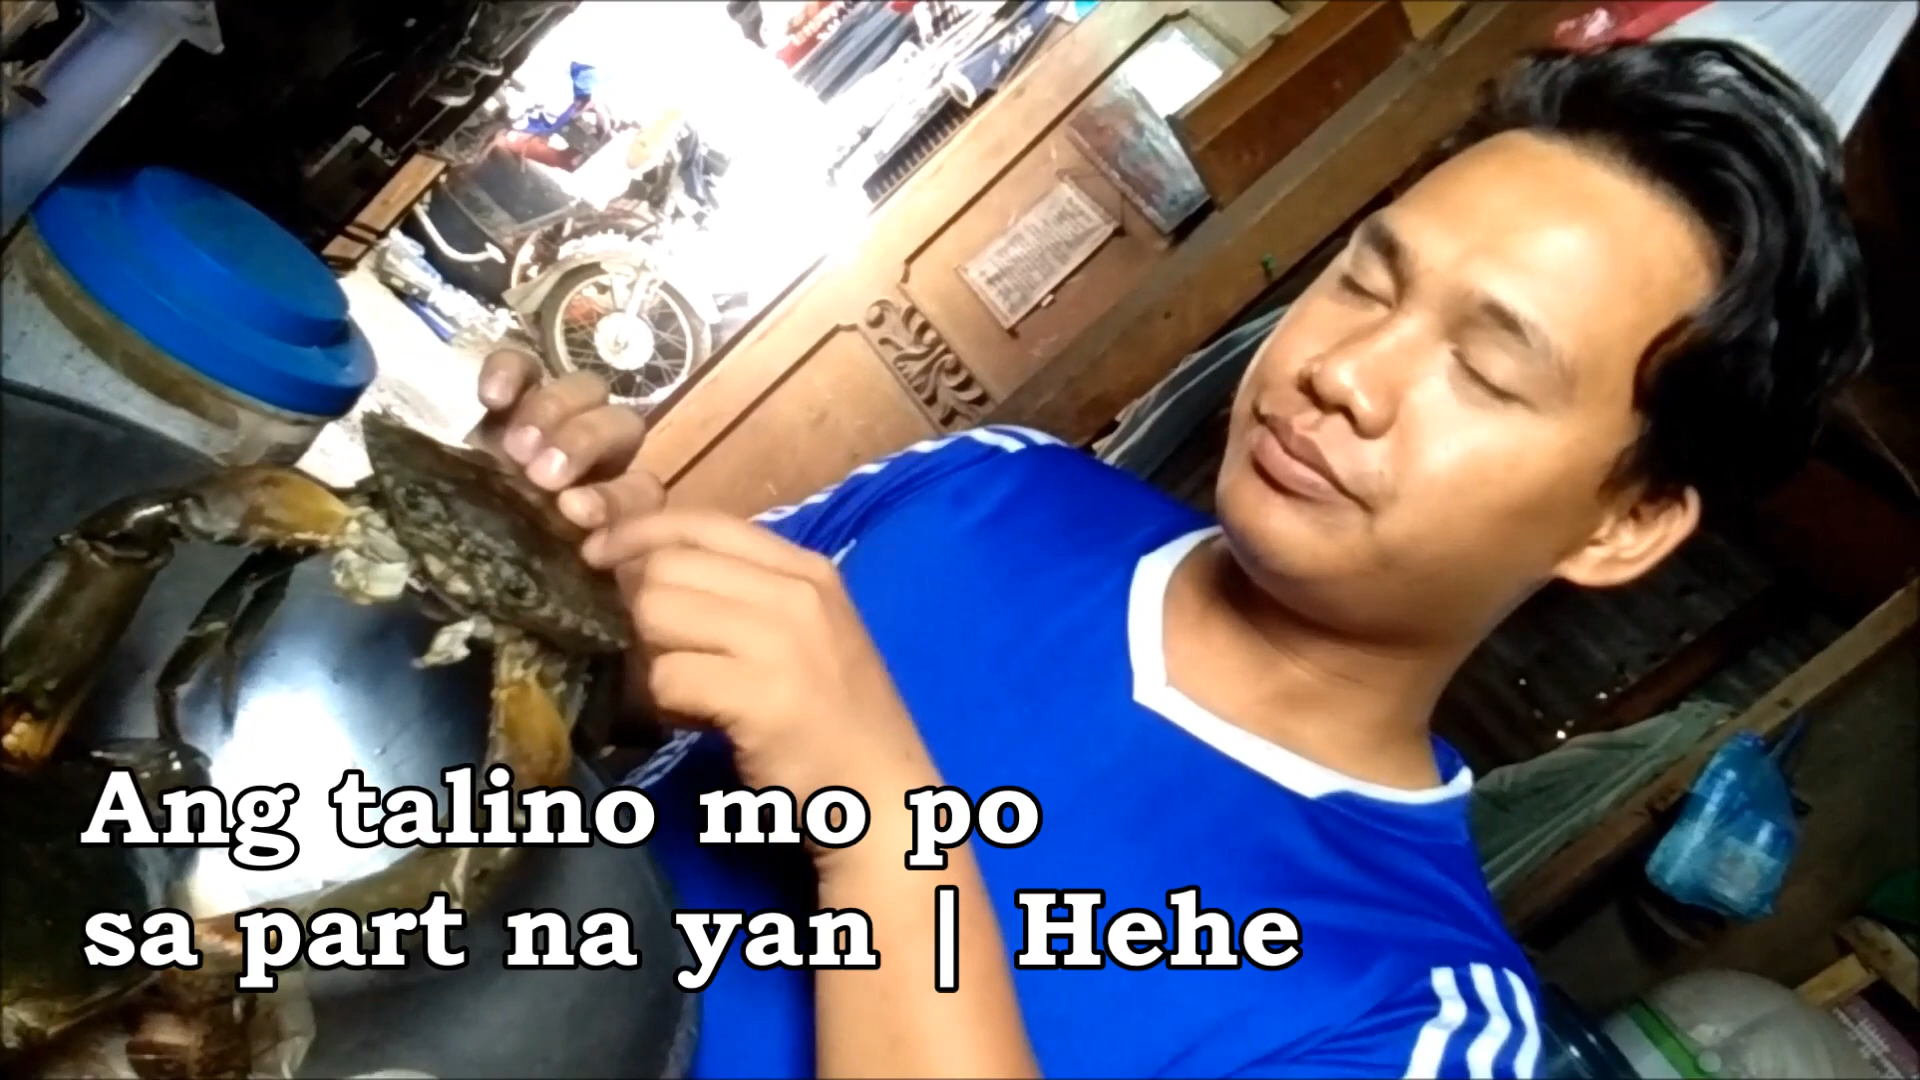 Ang talino mo po
sa part na yan | Hehe